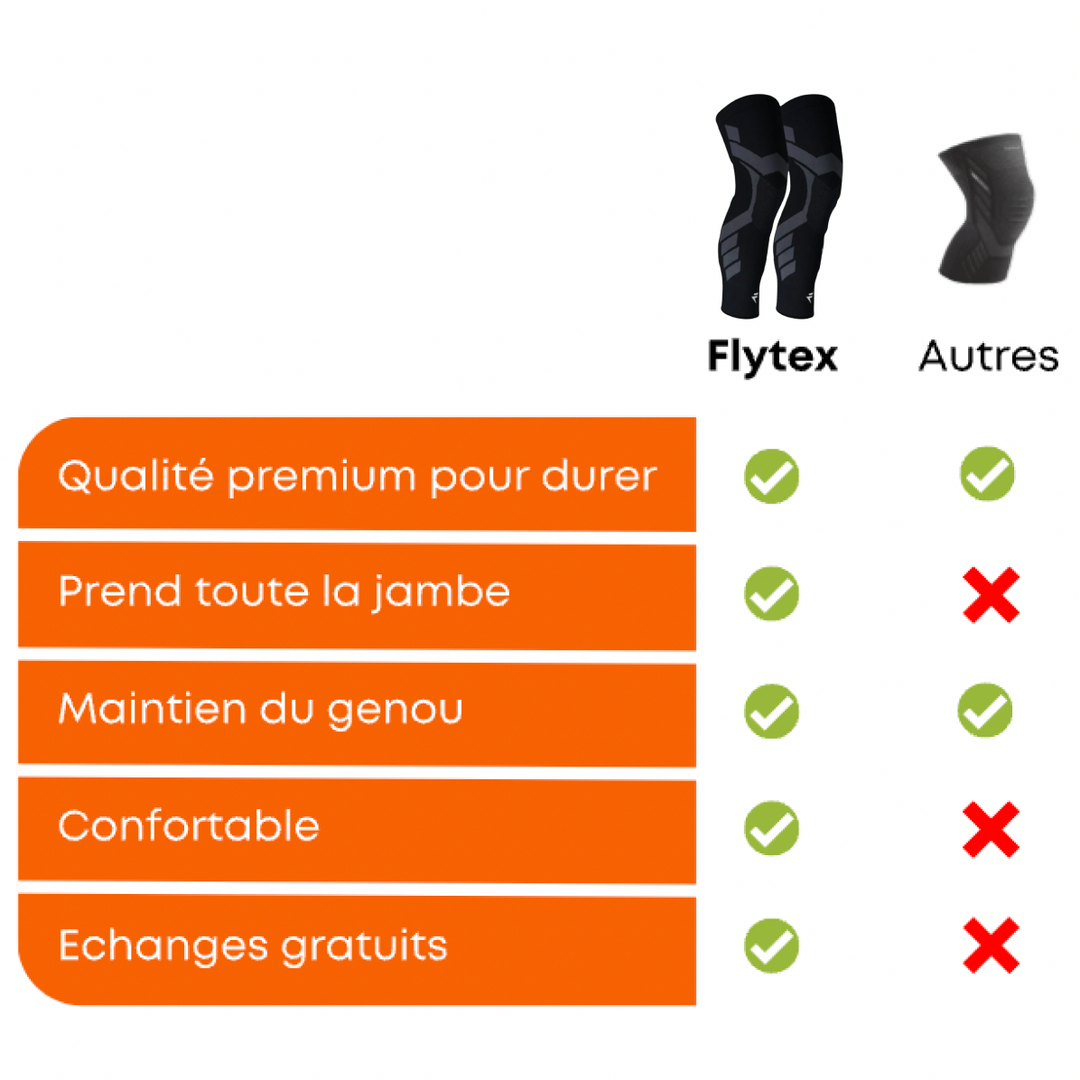 Flytex
Autres
Qualité premium pour durer
Prend toute la jambe
Maintien du genou
Confortable
Echanges gratuits